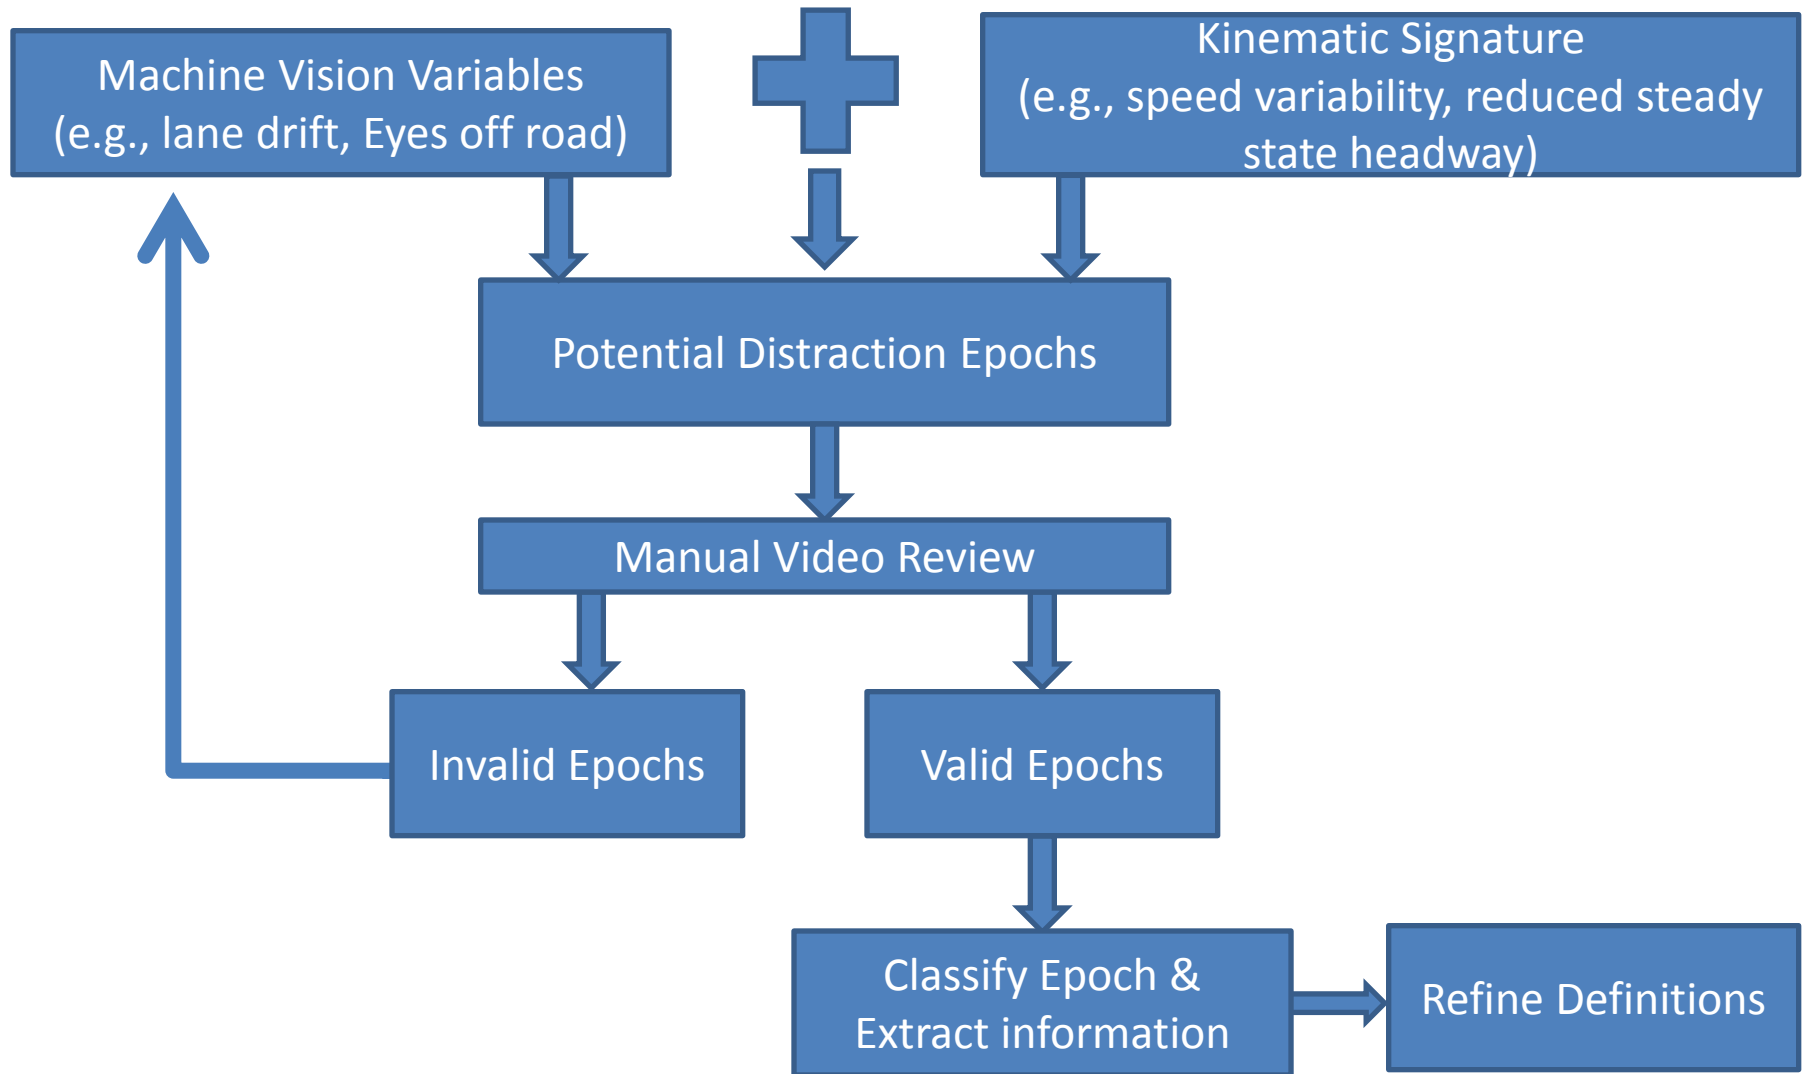 Machine Vision Variables
(e.g., lane drift, Eyes off road)
Kinematic Signature
(e.g., speed variability, reduced steady
state headway)
Potential Distraction Epochs
Manual Video Review
Invalid Epochs
Valid Epochs
Classify Epoch &
Extract information
Refine Definitions